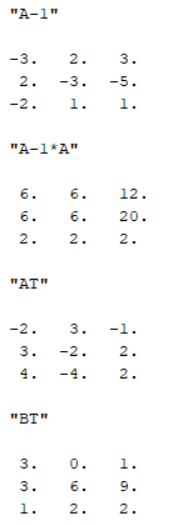 "A-1"
-3. 2. 3.
2. -3. -5.
-2. 1. 1.
"A-1*A"
6. 6. 12.
6. 6. 20.
2. 2. 2.
"AT"
-2. 3. -1.
3. -2. 2.
4. -4. 2.
"BT"
3. 0. 1.
3. 6. 9.
1. 2. 2.